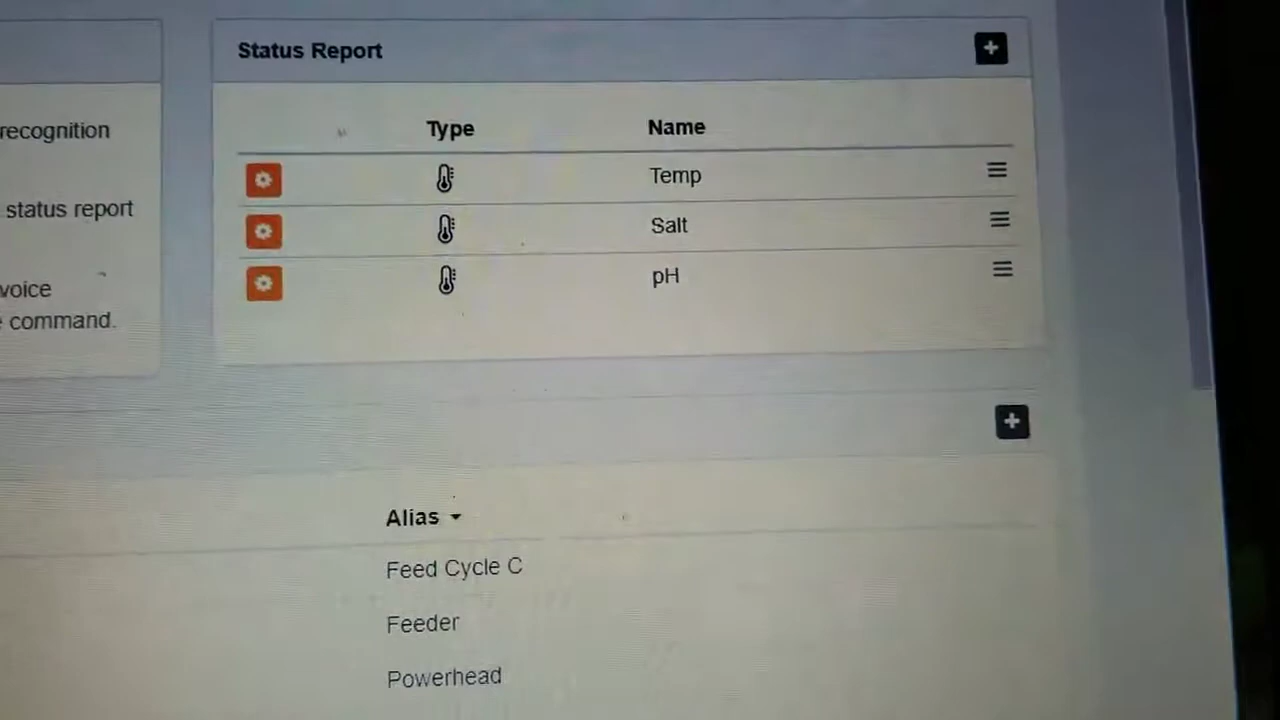 recognition
status report
voice
command.
Status Report
Type Name
Temp
Salt
pH
Alias
Feed Cycle C
Feeder
Powerhead